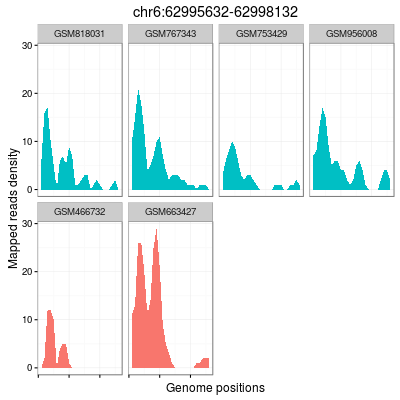 chr6:62995632-62998132
GSM818031 GSM767343 GSM753429 GSM956008
30
20
10
0
GSM466732 GSM663427
30
20
10
0
Mapped reads density
Genome positions